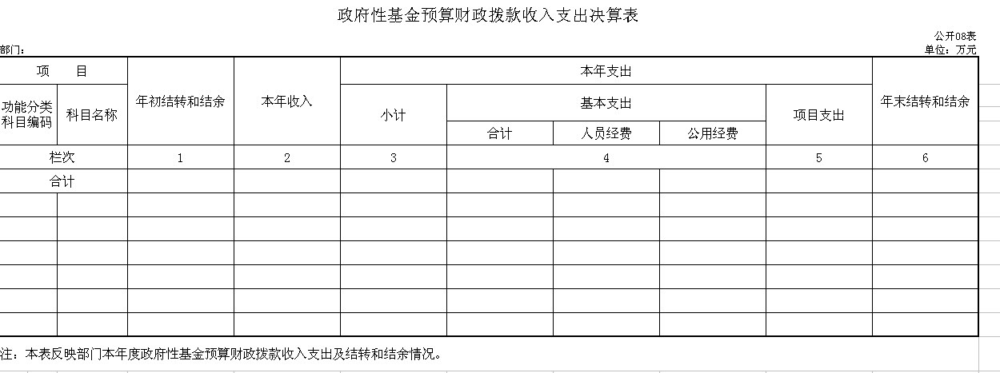 政府性基金预算财政拨款收入支出决算表
公开08表
部门：
单位：万元
项 目
年初结转和结余
本年收入
本年支出
年末结转和结余
功能分类
科目编码
科目名称
小计
基本支出
项目支出
合计
人员经费
公用经费
栏次
1
2
3
4
5
6
合计
注：本表反映部门本年度政府性基金预算财政拨款收入支出及结转和结余情况。